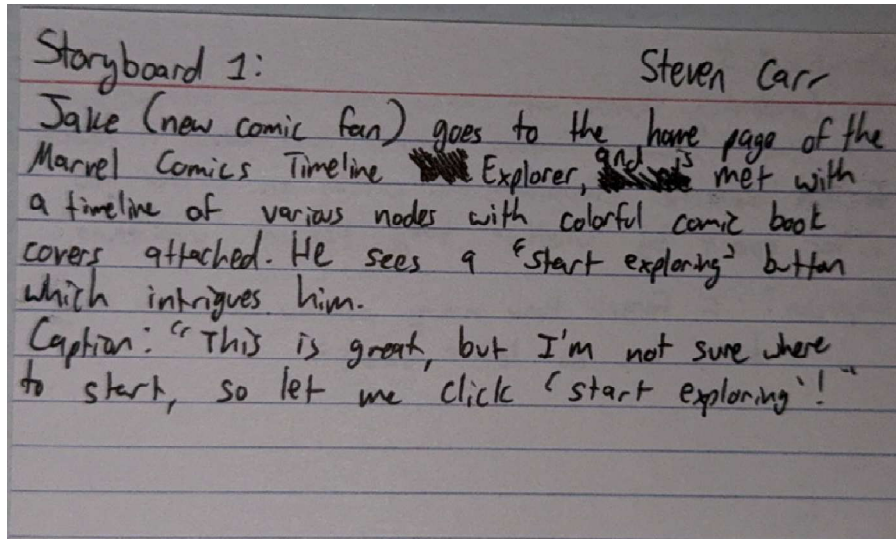 Storyboard 1: Steven Carr
Jake (new comic fan) goes to the home page of the
Marvel Comics Timeline Explorer, and is met with
a timeline of various nodes with colorful comic book
covers attached. He sees a 'start exploring' button
which intrigues him.
Caption: "This is great, but I'm not sure where
to start, so let me click 'start exploring'!"